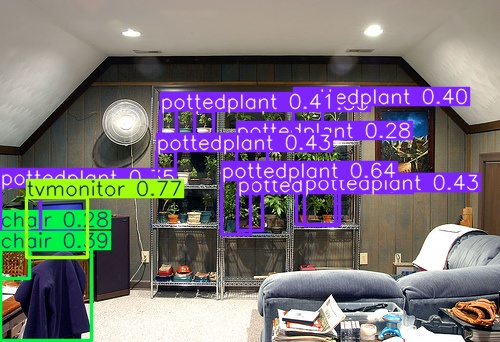 pottedplant 0.41
pottedplant 0.40
pottedplant 0.28
pottedplant 0.43
pottedplant 0.64
pottedplant 0.43
tvmonitor 0.77
chair 0.28
chair 0.39